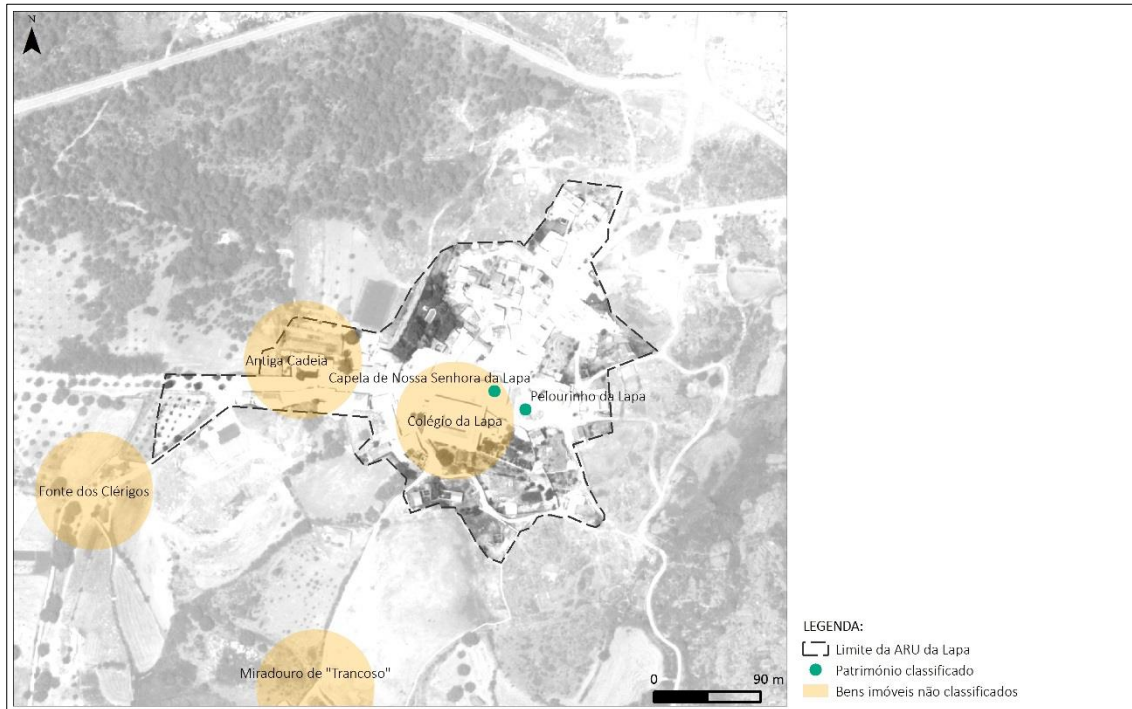 N
Antiga Cadeia
Capela de Nossa Senhora da Lapa
Pelourinho da Lapa
Colégio da Lapa
Fonte dos Clérigos
Miradouro de "Trancoso"
0 90 m
LEGENDA:
Limite da ARU da Lapa
Património classificado
Bens imóveis não classificados